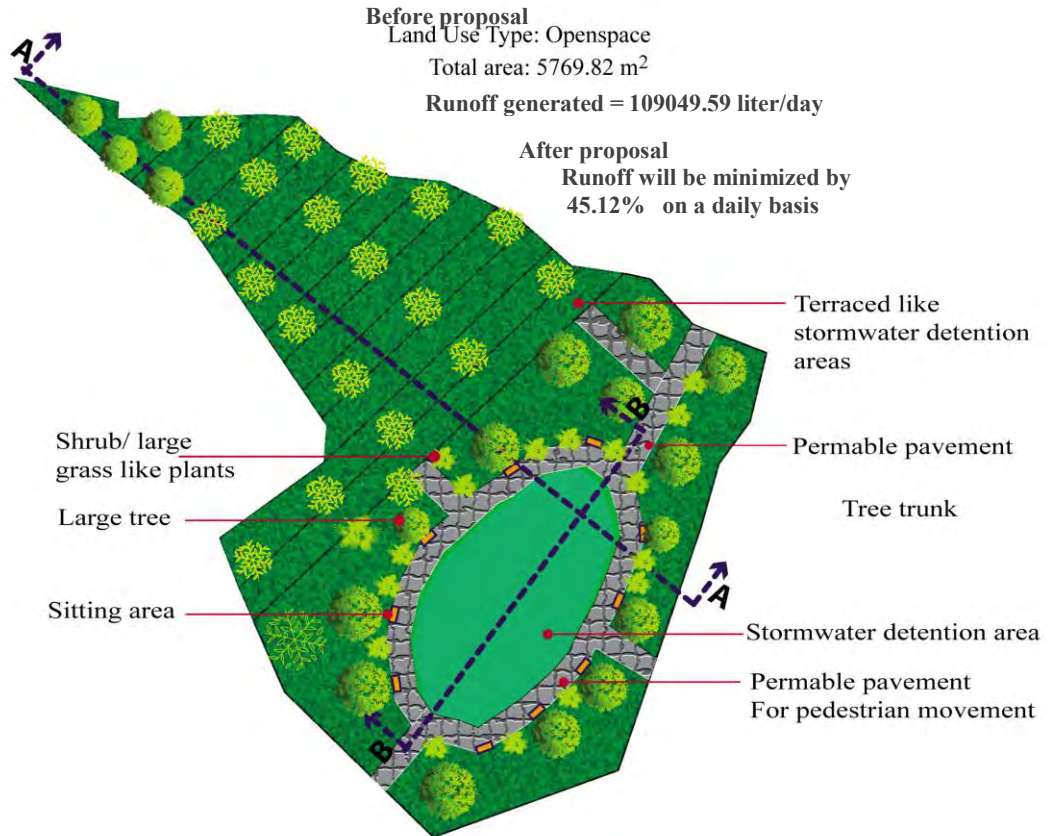 Before proposal
Land Use Type: Openspace
Total area: 5769.82 m2
Runoff generated = 109049.59 liter/day
After proposal
Runoff will be minimized by
45.12% on a daily basis
A
Terraced like
stormwater detention
areas
B
Permable pavement
Shrub/ large
grass like plants
Tree trunk
Large tree
A
Sitting area
Stormwater detention area
Permable pavement
For pedestrian movement
B